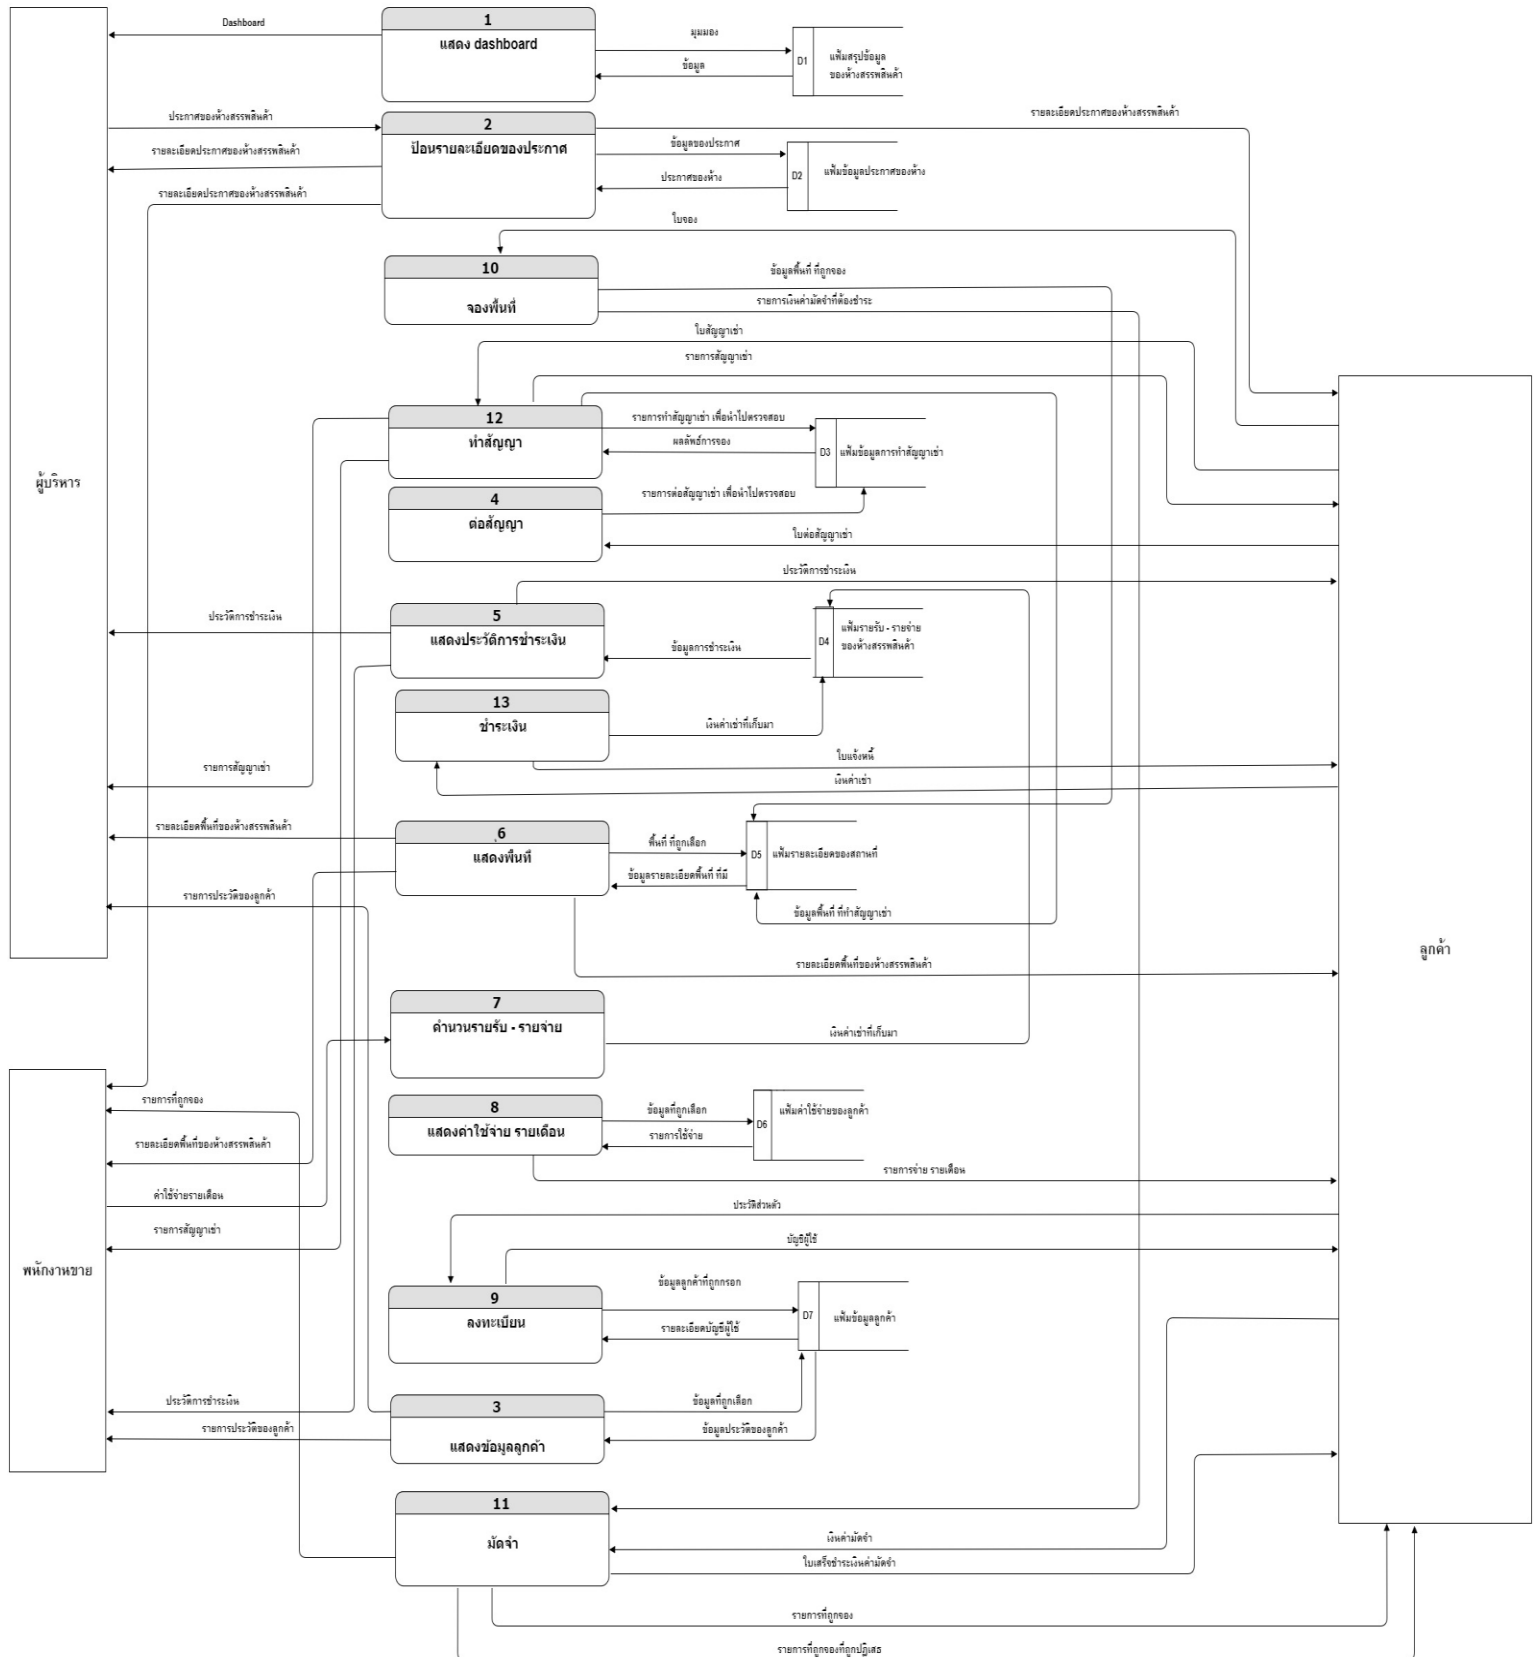 Dashboard
1
แสดง dashboard
มุมมอง
ข้อมูล
D1
แฟ้มสรุปข้อมูล
ของห้างสรรพสินค้า
ประกาศของห้างสรรพสินค้า
รายละเอียดประกาศของห้างสรรพสินค้า
รายละเอียดประกาศของห้างสรรพสินค้า
2
ป้อนรายละเอียดของประกาศ
ข้อมูลของประกาศ
ประกาศของห้าง
D2
แฟ้มข้อมูลประกาศของห้าง
รายละเอียดประกาศของห้างสรรพสินค้า
ใบจอง
10
จองพื้นที่
ข้อมูลพื้นที่ ที่ถูกจอง
รายการเงินค่ามัดจำที่ต้องชำระ
ใบสัญญาเช่า
รายการสัญญาเช่า
12
ทำสัญญา
รายการทำสัญญาเช่า เพื่อนำไปตรวจสอบ
ผลลัพธ์การจอง
D3
แฟ้มข้อมูลการทำสัญญาเช่า
ผู้บริหาร
4
ต่อสัญญา
รายการต่อสัญญาเช่า เพื่อนำไปตรวจสอบ
ใบต่อสัญญาเช่า
ประวัติการชำระเงิน
ประวัติการชำระเงิน
5
แสดงประวัติการชำระเงิน
ข้อมูลการชำระเงิน
D4
แฟ้มรายรับ - รายจ่าย
ของห้างสรรพสินค้า
13
ชำระเงิน
เงินค่าเช่าที่เก็บมา
ใบแจ้งหนี้
เงินค่าเช่า
รายการสัญญาเช่า
รายละเอียดพื้นที่ของห้างสรรพสินค้า
6
แสดงพื้นที่
พื้นที่ ที่ถูกเลือก
ข้อมูลรายละเอียดพื้นที่ ที่มี
D5
แฟ้มรายละเอียดของสถานที่
รายการประวัติของลูกค้า
ข้อมูลพื้นที่ ที่ทำสัญญาเช่า
ลูกค้า
รายละเอียดพื้นที่ของห้างสรรพสินค้า
7
คำนวนรายรับ - รายจ่าย
เงินค่าเช่าที่เก็บมา
รายการที่ถูกจอง
8
แสดงค่าใช้จ่าย รายเดือน
ข้อมูลที่ถูกเลือก
รายการใช้จ่าย
D6
แฟ้มค่าใช้จ่ายของลูกค้า
รายละเอียดพื้นที่ของห้างสรรพสินค้า
รายการจ่าย รายเดือน
ค่าใช้จ่ายรายเดือน
ประวัติส่วนตัว
รายการสัญญาเช่า
บัญชีผู้ใช้
พนักงานขาย
9
ลงทะเบียน
ข้อมูลลูกค้าที่ถูกกรอก
รายละเอียดบัญชีผู้ใช้
D7
แฟ้มข้อมูลลูกค้า
ประวัติการชำระเงิน
รายการประวัติของลูกค้า
3
แสดงข้อมูลลูกค้า
ข้อมูลที่ถูกเลือก
ข้อมูลประวัติของลูกค้า
11
มัดจำ
เงินค่ามัดจำ
ใบเสร็จชำระเงินค่ามัดจำ
รายการที่ถูกจอง
รายการที่ถูกจองที่ถูกปฏิเสธ